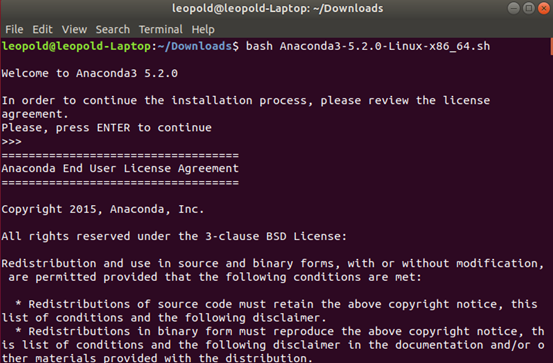 leopold@leopold-Laptop: ~/Downloads
File Edit View Search Terminal Help
leopold@leopold-Laptop:~/Downloads$ bash Anaconda3-5.2.0-Linux-x86_64.sh
Welcome to Anaconda3 5.2.0
In order to continue the installation process, please review the license
agreement.
Please, press ENTER to continue
>>>
===================================
Anaconda End User License Agreement
===================================
Copyright 2015, Anaconda, Inc.
All rights reserved under the 3-clause BSD License:
Redistribution and use in source and binary forms, with or without modification,
are permitted provided that the following conditions are met:
* Redistributions of source code must retain the above copyright notice, this
list of conditions and the following disclaimer.
* Redistributions in binary form must reproduce the above copyright notice, th
is list of conditions and the following disclaimer in the documentation and/or o
ther materials provided with the distribution.